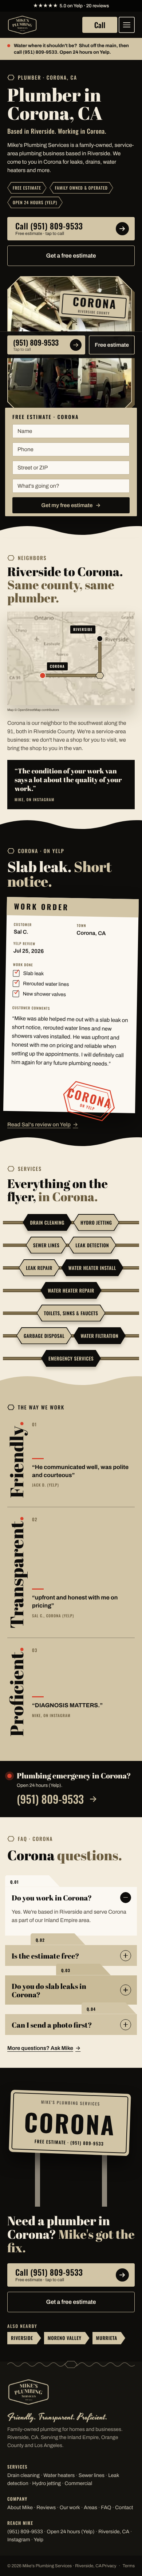 ★★★★★ 5.0 on Yelp · 20 reviews
MIKE'S PLUMBING
Call
Water where it shouldn't be? Shut off the main, then call (951) 809-9533. Open 24 hours on Yelp.
PLUMBER · CORONA, CA
Plumber in
Corona, CA
Based in Riverside. Working in Corona.
Mike's Plumbing Services is a family-owned, service-area plumbing business based in Riverside. We come to you in Corona for leaks, drains, water heaters and more.
FREE ESTIMATE
FAMILY OWNED & OPERATED
OPEN 24 HOURS (YELP)
Call (951) 809-9533
Free estimate · tap to call
Get a free estimate
CORONA
RIVERSIDE COUNTY
(951) 809-9533
Tap to call
Free estimate
FREE ESTIMATE · CORONA
Name
Phone
Street or ZIP
What's going on?
Get my free estimate →
NEIGHBORS
Riverside to Corona.
Same county, same
plumber.
Ontario
RIVERSIDE
Riverside
CORONA
Corona is our neighbor to the southwest along the 91, both in Riverside County. We're a service-area business: we don't have a shop for you to visit, we bring the shop to you in the van.
“The condition of your work van
says a lot about the quality of your
work.”
MIKE, ON INSTAGRAM
CORONA · ON YELP
Slab leak. Short
notice.
WORK ORDER
CUSTOMER
Sal C.
TOWN
Corona, CA
YELP REVIEW
Jul 25, 2026
WORK DONE
Slab leak
Rerouted water lines
New shower valves
CUSTOMER COMMENTS
“Mike was able helped me out with a slab leak on short notice, rerouted water lines and new showers valves installed. He was upfront and honest with me on pricing and reliable when setting up the appointments. I will definitely call him again for any future plumbing needs.”
CORONA
ON YELP
Read Sal's review on Yelp →
SERVICES
Everything on the
flyer, in Corona.
DRAIN CLEANING
HYDRO JETTING
SEWER LINES
LEAK DETECTION
LEAK REPAIR
WATER HEATER INSTALL
WATER HEATER REPAIR
TOILETS, SINKS & FAUCETS
GARBAGE DISPOSAL
WATER FILTRATION
EMERGENCY SERVICES
THE WAY WE WORK
Friendly
01
“He communicated well, was polite
and courteous”
JACK D. (YELP)
Transparent
02
“upfront and honest with me on
pricing”
SAL C., CORONA (YELP)
Proficient
03
“DIAGNOSIS MATTERS.”
MIKE, ON INSTAGRAM
Plumbing emergency in Corona?
Open 24 hours (Yelp).
(951) 809-9533 →
FAQ · CORONA
Corona questions.
Q.01
Do you work in Corona?
Yes. We're based in Riverside and serve Corona as part of our Inland Empire area.
Q.02
Is the estimate free?
Q.03
Do you do slab leaks in
Corona?
Q.04
Can I send a photo first?
More questions? Ask Mike →
MIKE'S PLUMBING SERVICES
CORONA
FREE ESTIMATE · (951) 809-9533
Need a plumber in
Corona? Mike's got the
fix.
Call (951) 809-9533
Free estimate · tap to call
Get a free estimate
ALSO NEARBY
RIVERSIDE
MORENO VALLEY
MURRIETA
MIKE'S PLUMBING
Friendly. Transparent. Proficient.
Family-owned plumbing for homes and businesses. Riverside, CA. Serving the Inland Empire, Orange County and Los Angeles.
SERVICES
Drain cleaning · Water heaters · Sewer lines · Leak detection · Hydro jetting · Commercial
COMPANY
About Mike · Reviews · Our work · Areas · FAQ · Contact
REACH MIKE
(951) 809-9533 · Open 24 hours (Yelp) · Riverside, CA · Instagram · Yelp
© 2026 Mike's Plumbing Services · Riverside, CA
Privacy
Terms